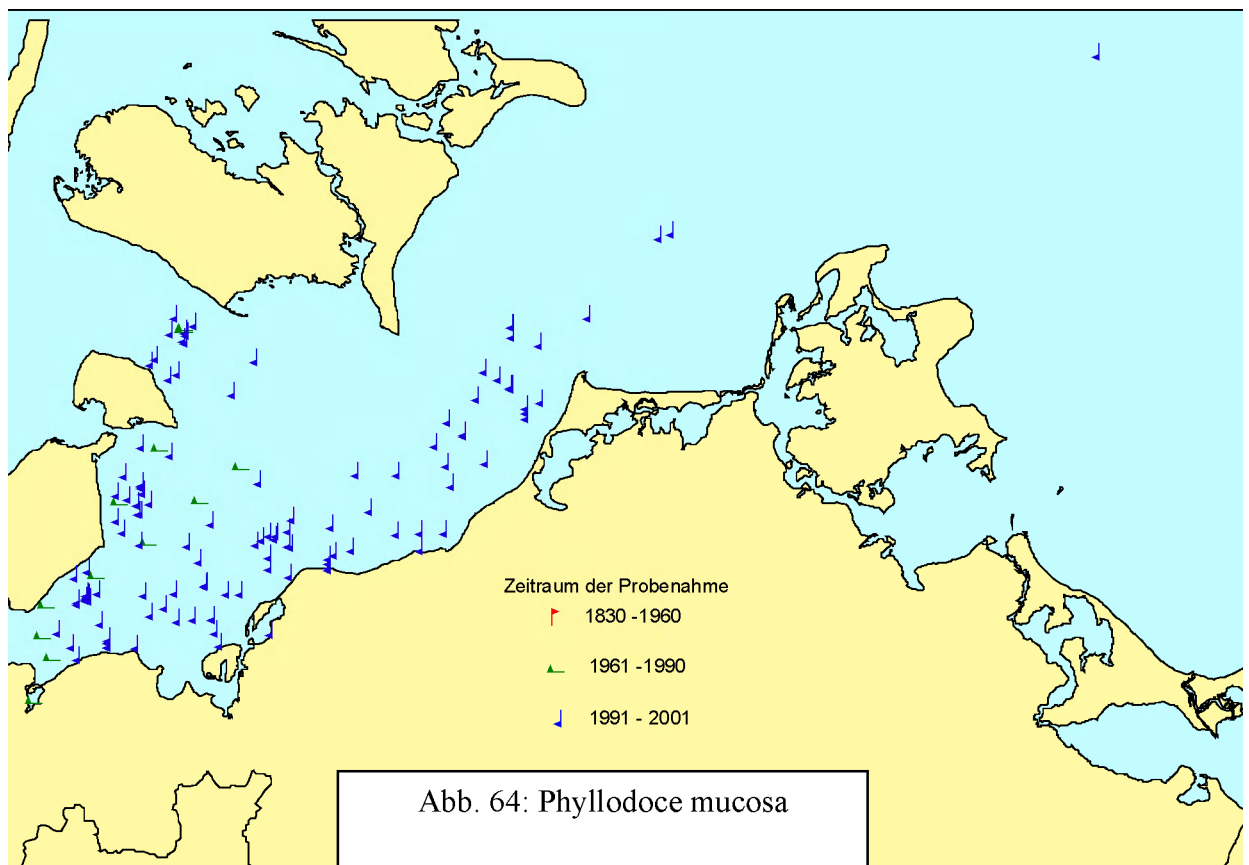 Zeitraum der Probenahme
1830 -1960
1961 -1990
1991 - 2001
Abb. 64: Phyllodoce mucosa